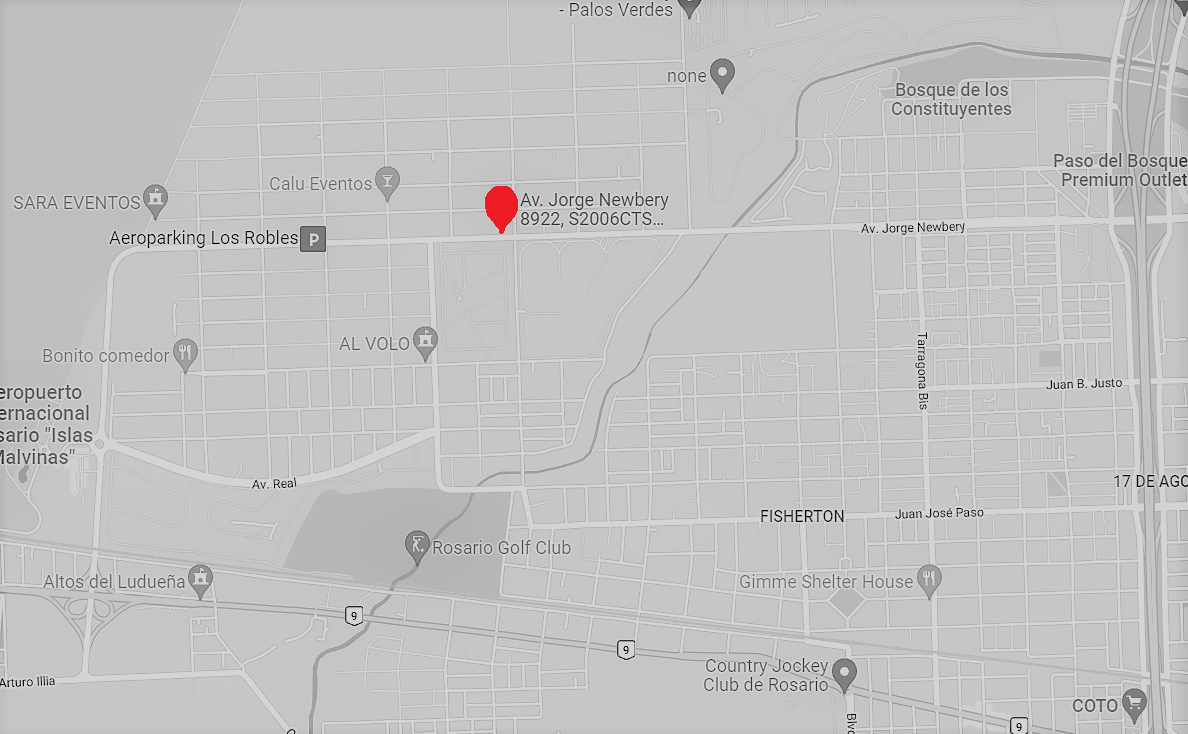 - Palos Verdes
none
Bosque de los
Constituyentes
Paso del Bosque
Premium Outlet
Calu Eventos
SARA EVENTOS
Av. Jorge Newbery
8922, S2006CTS...
Aeroparking Los Robles
P
Av. Jorge Newbery
AL VOLO
Bonito comedor
Tarragona Bis
Juan B. Justo
eropuerto
ernacional
sario "Islas
Malvinas"
Av. Real
17 DE AGO
FISHERTON
Juan José Paso
Rosario Golf Club
Altos del Ludueña
Gimme Shelter House
9
9
Country Jockey
Club de Rosario
Arturo Illia
COTO
Blvd
9